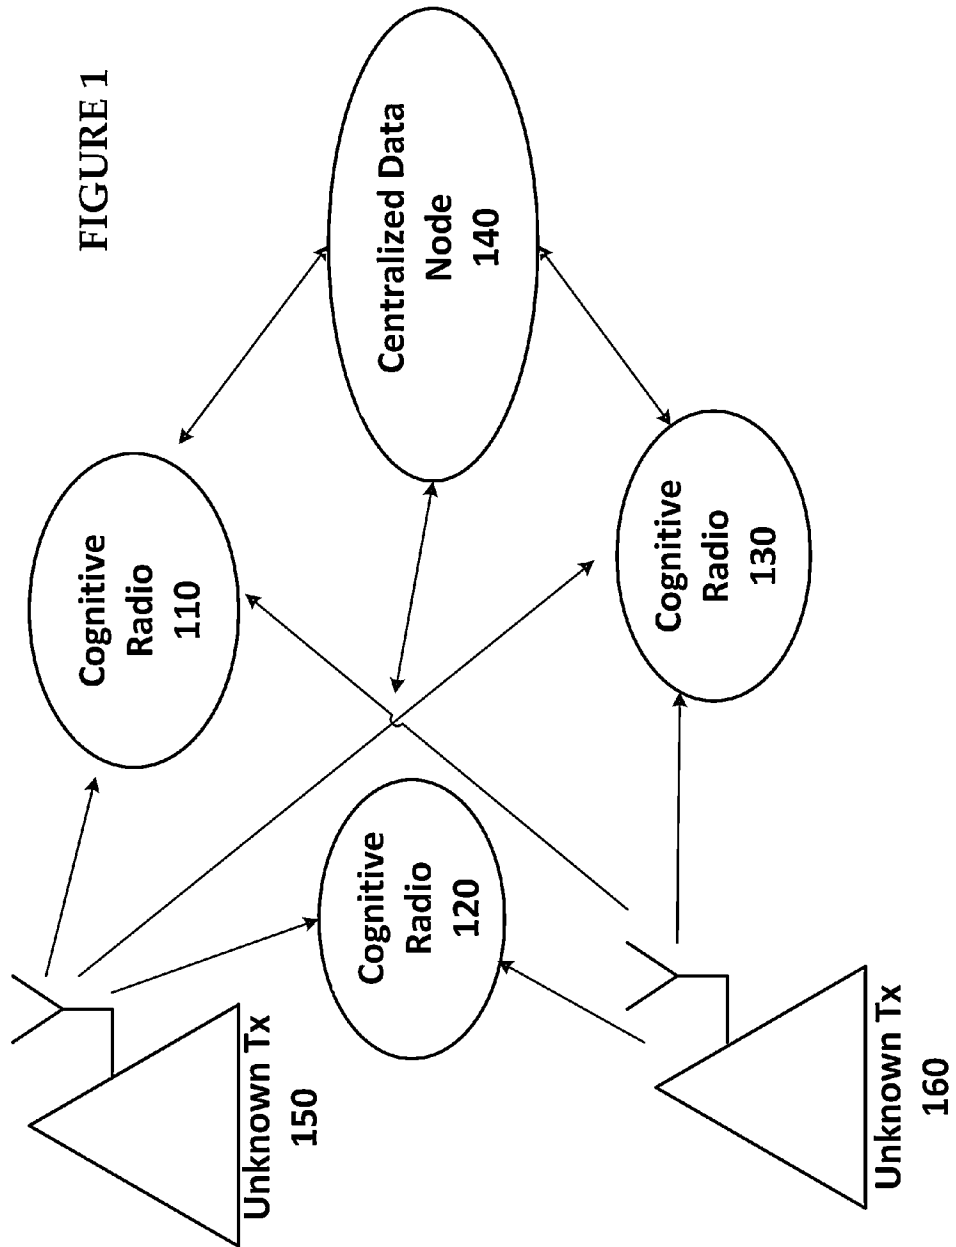 FIGURE 1
Cognitive
Radio
110
Centralized Data
Node
140
Cognitive
Radio
120
Cognitive
Radio
130
Unknown Tx
150
Unknown Tx
160